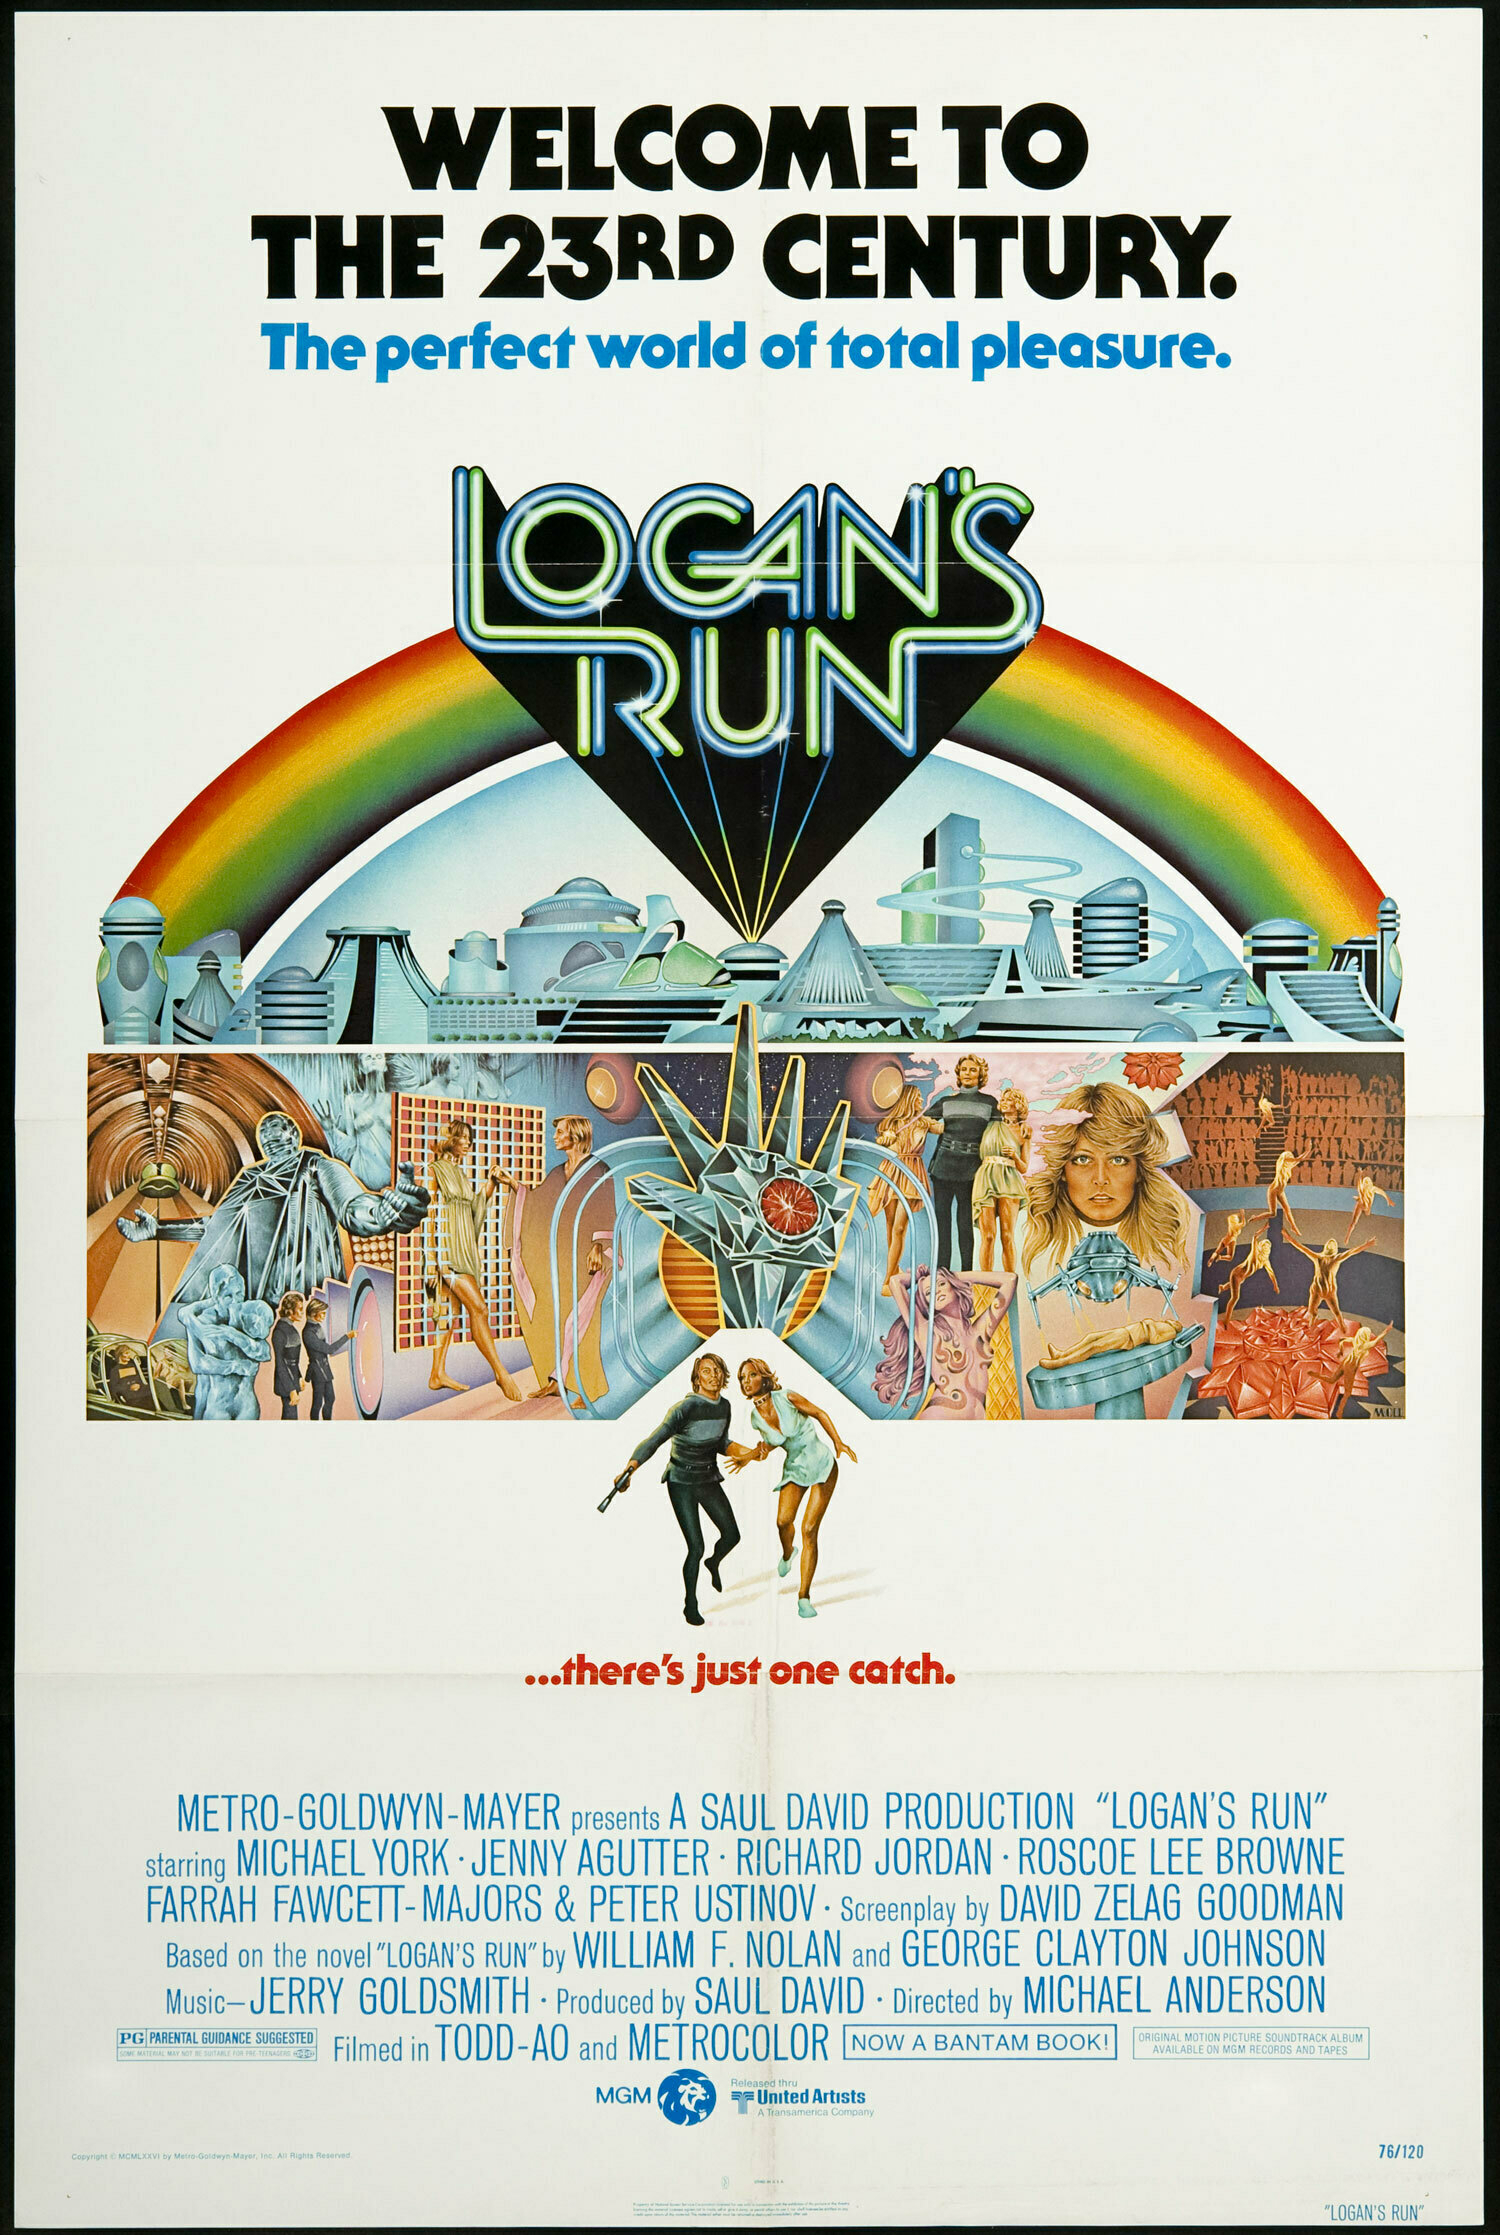 WELCOME TO
THE 23RD CENTURY.
The perfect world of total pleasure.
LOGAN'S
RUN
MOLL
...there's just one catch.
METRO-GOLDWYN-MAYER presents A SAUL DAVID PRODUCTION "LOGAN'S RUN"
starring MICHAEL YORK · JENNY AGUTTER · RICHARD JORDAN · ROSCOE LEE BROWNE
FARRAH FAWCETT-MAJORS & PETER USTINOV · Screenplay by DAVID ZELAG GOODMAN
Based on the novel "LOGAN'S RUN" by WILLIAM F. NOLAN and GEORGE CLAYTON JOHNSON
Music—JERRY GOLDSMITH · Produced by SAUL DAVID · Directed by MICHAEL ANDERSON
PG PARENTAL GUIDANCE SUGGESTED
SOME MATERIAL MAY NOT BE SUITABLE FOR PRE-TEENAGERS
Filmed in TODD-AO and METROCOLOR
NOW A BANTAM BOOK!
ORIGINAL MOTION PICTURE SOUNDTRACK ALBUM
AVAILABLE ON MGM RECORDS AND TAPES
MGM
Released thru
United Artists
A Transamerica Company
Copyright © MCMLXXVI by Metro-Goldwyn-Mayer, Inc. All Rights Reserved.
76/120
"LOGAN'S RUN"